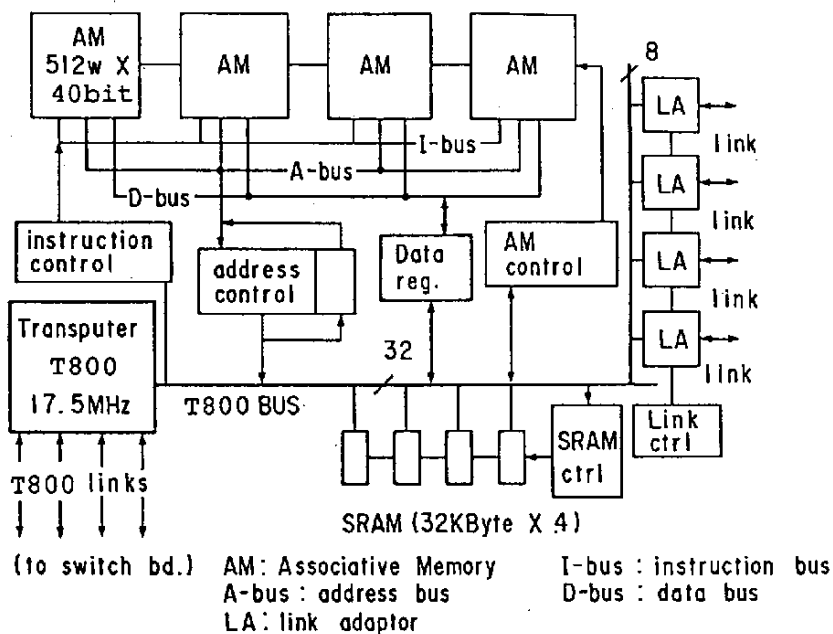 AM
512w X
40bit
AM
AM
AM
8
LA
link
LA
link
LA
link
LA
link
I-bus
A-bus
D-bus
instruction
control
address
control
Data
reg.
AM
control
Transputer
T800
17.5MHz
32
T800 BUS
SRAM
ctrl
Link
ctrl
T800 links
SRAM (32KByte X 4)
(to switch bd.)
AM: Associative Memory
I-bus : instruction bus
A-bus : address bus
D-bus : data bus
LA: link adaptor